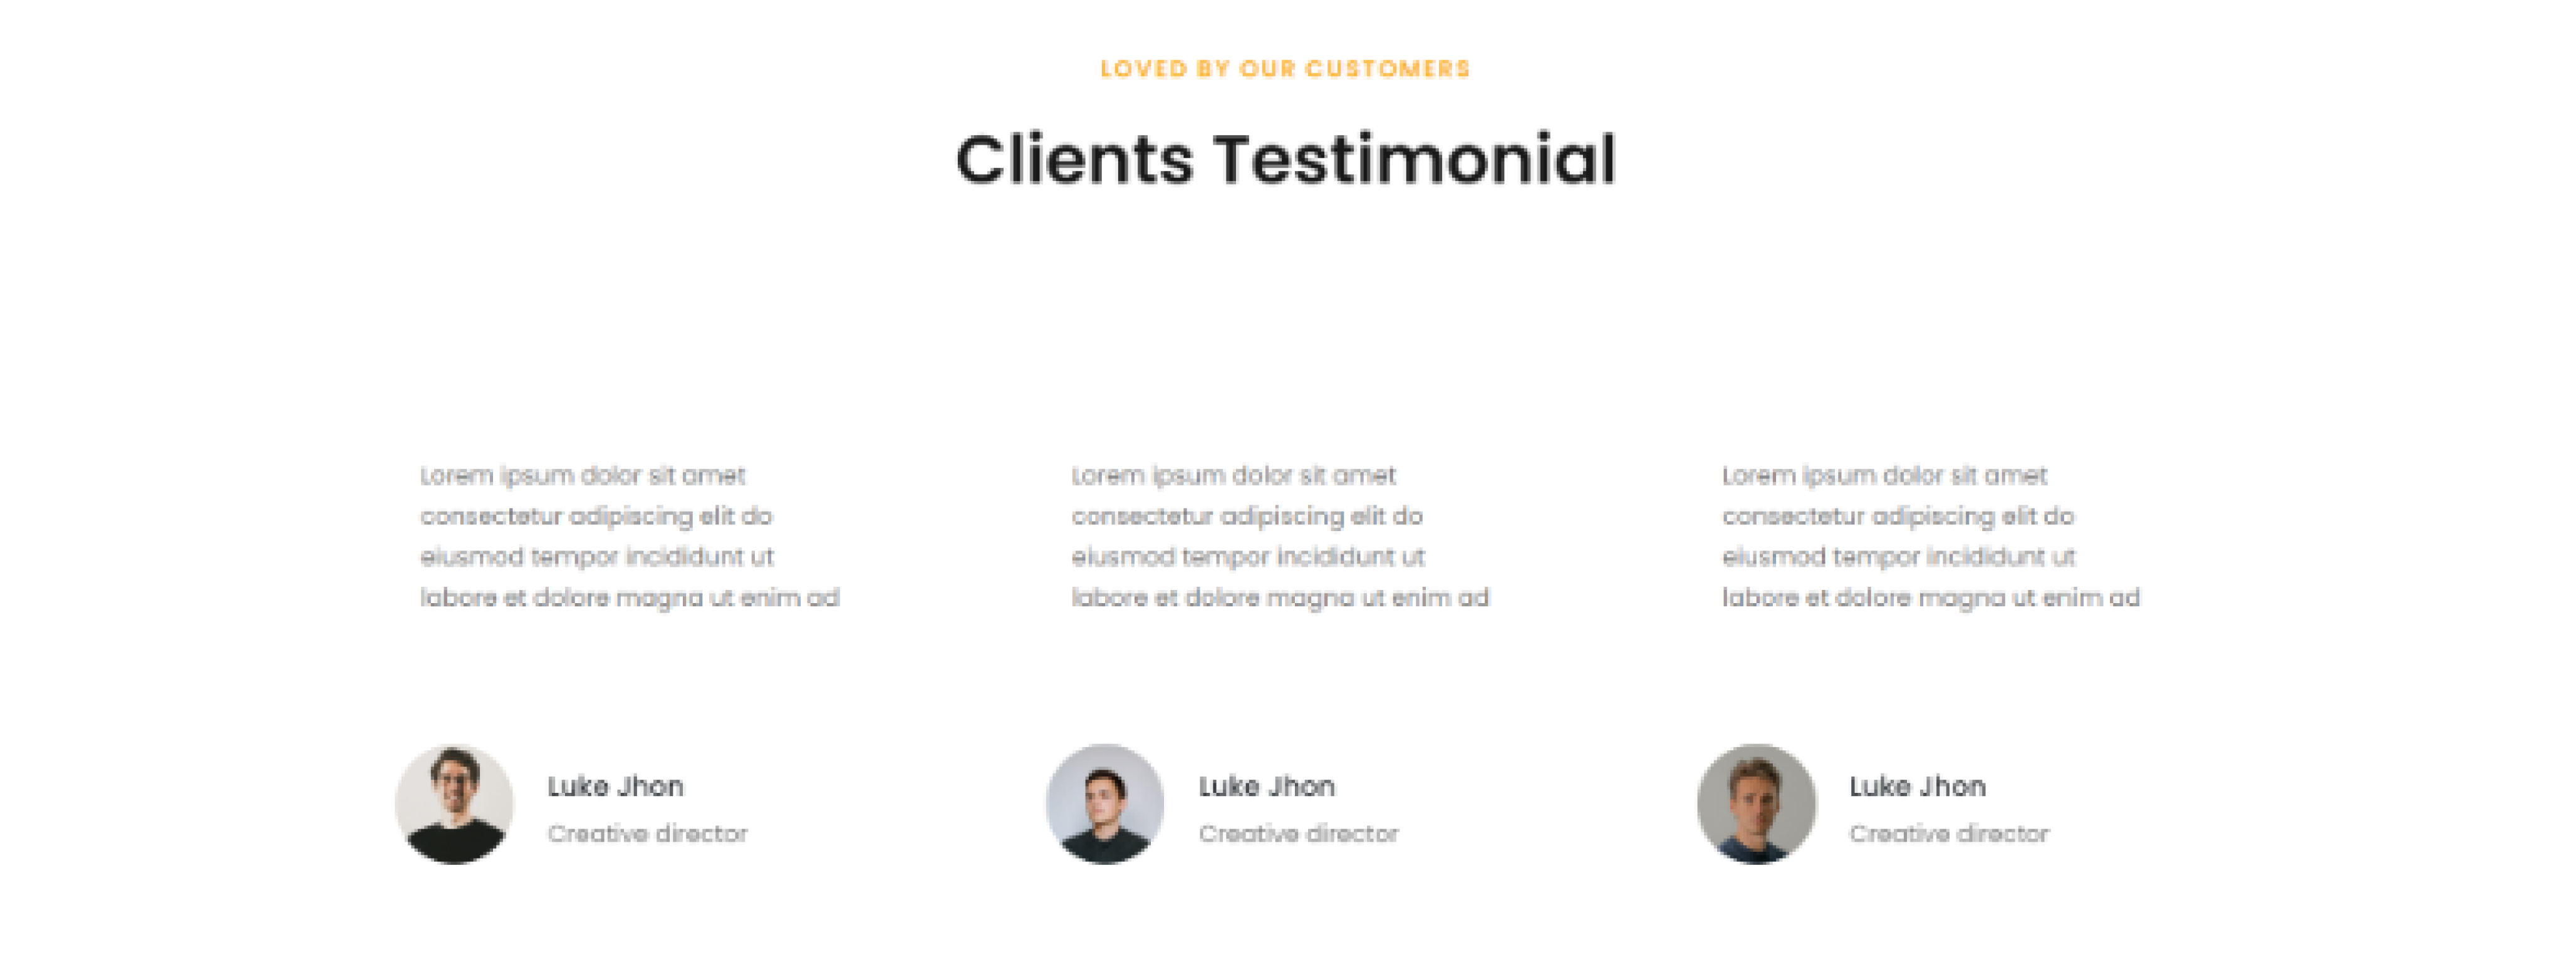 LOVED BY OUR CUSTOMERS
Clients Testimonial
Lorem ipsum dolor sit amet
consectetur adipiscing elit do
eiusmod tempor incididunt ut
labore et dolore magna ut enim ad
Luke Jhon
Creative director
Lorem ipsum dolor sit amet
consectetur adipiscing elit do
eiusmod tempor incididunt ut
labore et dolore magna ut enim ad
Luke Jhon
Creative director
Lorem ipsum dolor sit amet
consectetur adipiscing elit do
eiusmod tempor incididunt ut
labore et dolore magna ut enim ad
Luke Jhon
Creative director